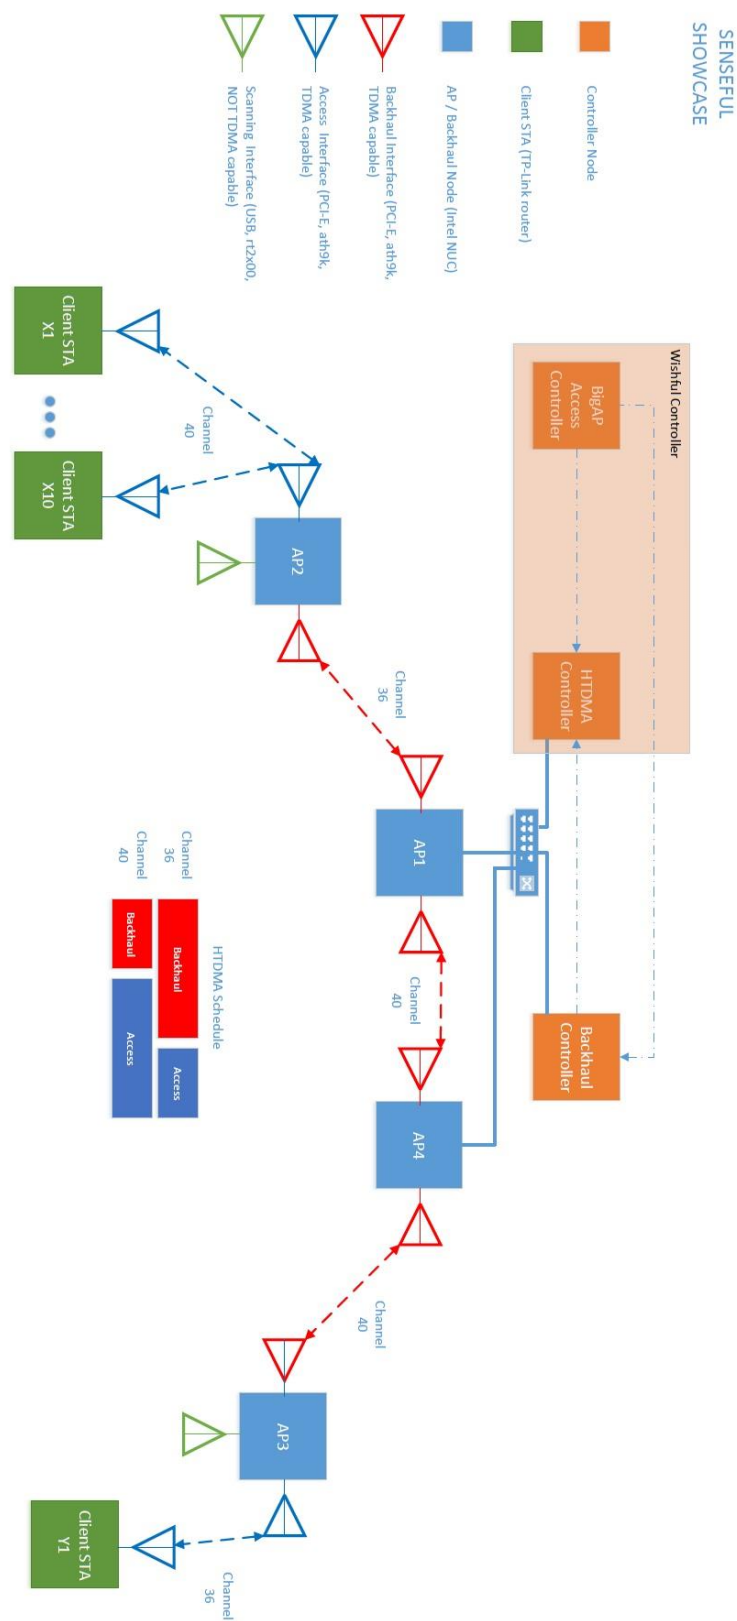 SENSEFUL
SHOWCASE
Controller Node
Client STA (TP-Link router)
AP / Backhaul Node (Intel NUC)
Backhaul Interface (PCI-E, ath9k,
TDMA capable)
Access Interface (PCI-E, ath9k,
TDMA capable)
Scanning Interface (USB, rt2x00,
NOT TDMA capable)
Wishful Controller
BigAP
Access
Controller
HTDMA
Controller
Backhaul
Controller
Client STA
X1
Client STA
X10
Channel
40
AP2
Channel
36
AP1
Channel
40
AP4
Channel
40
AP3
Channel
36
Client STA
Y1
HTDMA Schedule
Channel
36
Backhaul
Access
Channel
40
Backhaul
Access